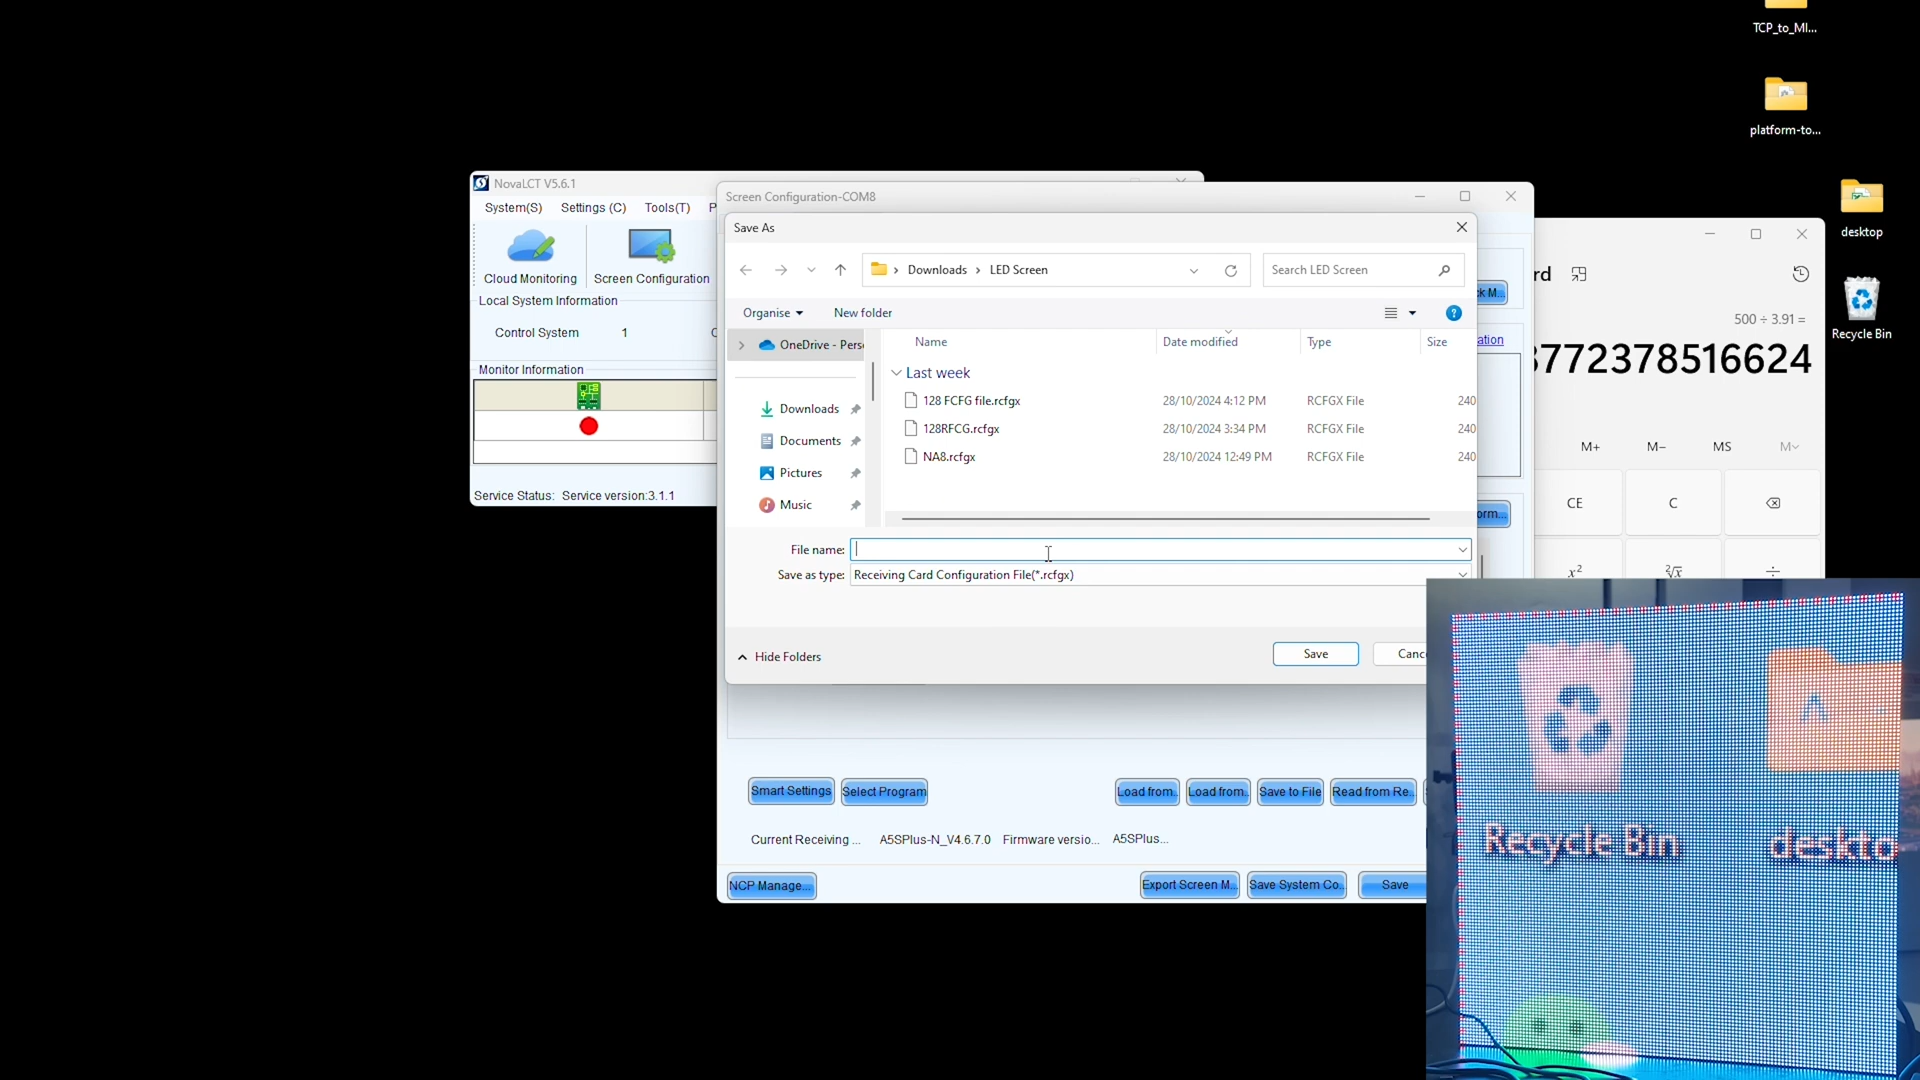 TCP_to_MI...
platform-to...
desktop
Recycle Bin
NovaLCT V5.6.1
System(S) Settings (C) Tools(T) P
Cloud Monitoring Screen Configuration
Local System Information
Control System 1
Monitor Information
Service Status: Service version:3.1.1
Screen Configuration-COM8
Save As
Downloads LED Screen
Search LED Screen
Organise New folder
OneDrive - Pers
Downloads
Documents
Pictures
Music
Name Date modified Type Size
Last week
128 FCFG file.rcfgx 28/10/2024 4:12 PM RCFGX File 240
128RFCG.rcfgx 28/10/2024 3:34 PM RCFGX File 240
NA8.rcfgx 28/10/2024 12:49 PM RCFGX File 240
File name:
Save as type: Receiving Card Configuration File(*.rcfgx)
Hide Folders
Save Canc
k M...
ation
orm...
Smart Settings Select Program Load from. Load from. Save to File Read from Re..
Current Receiving ... A5SPlus-N_V4.6.7.0 Firmware versio... A5SPlus...
NCP Manage... Export Screen M... Save System Co.. Save
rd
500 ÷ 3.91 =
3772378516624
M+ M− MS M
CE C
x² ²√x ÷
Recycle Bin deskto